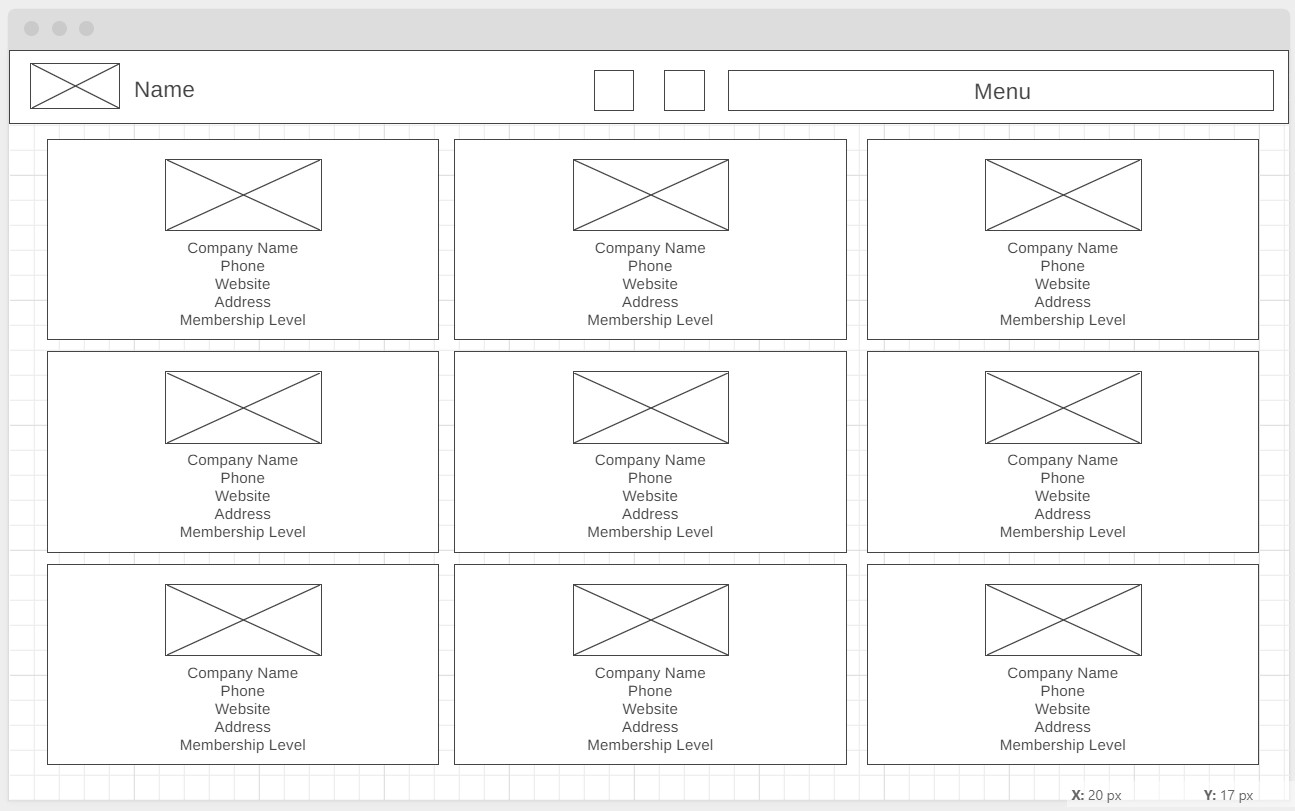 Name
Menu
Company Name
Phone
Website
Address
Membership Level
Company Name
Phone
Website
Address
Membership Level
Company Name
Phone
Website
Address
Membership Level
Company Name
Phone
Website
Address
Membership Level
Company Name
Phone
Website
Address
Membership Level
Company Name
Phone
Website
Address
Membership Level
Company Name
Phone
Website
Address
Membership Level
Company Name
Phone
Website
Address
Membership Level
Company Name
Phone
Website
Address
Membership Level
X: 20 px Y: 17 px